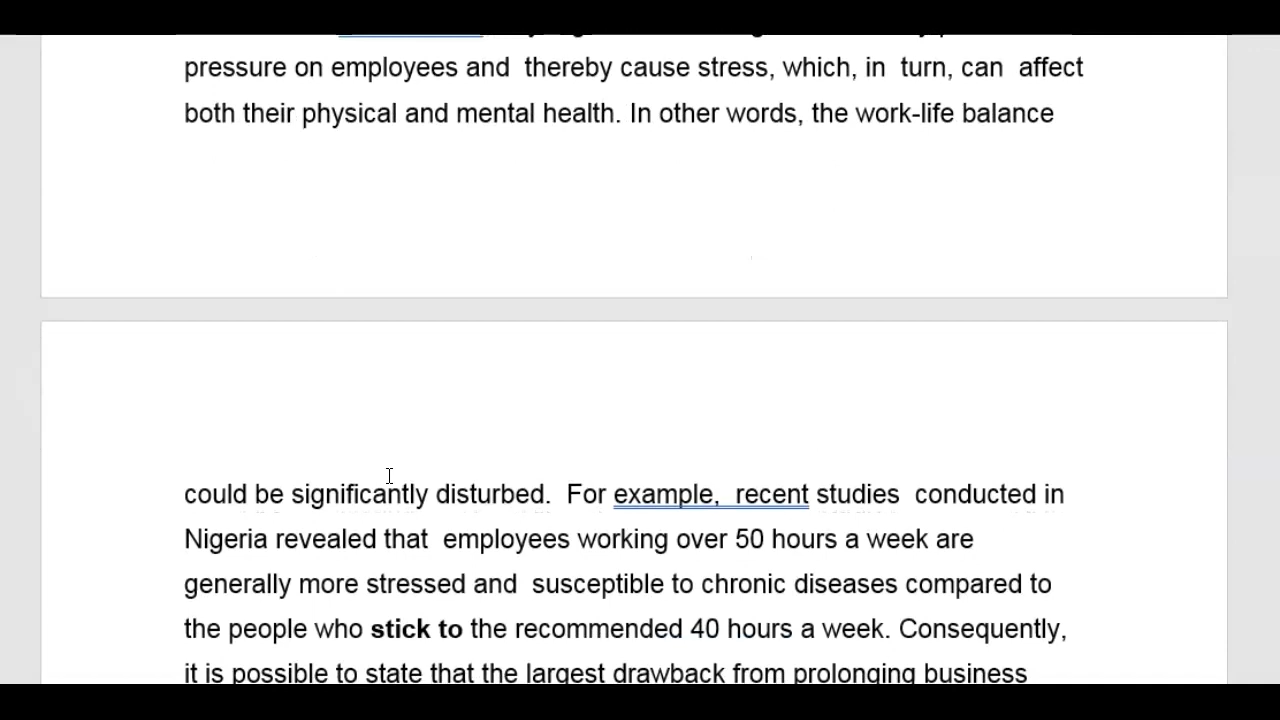 pressure on employees and thereby cause stress, which, in turn, can affect
both their physical and mental health. In other words, the work-life balance
could be significantly disturbed. For example, recent studies conducted in
Nigeria revealed that employees working over 50 hours a week are
generally more stressed and susceptible to chronic diseases compared to
the people who stick to the recommended 40 hours a week. Consequently,
it is possible to state that the largest drawback from prolonging business